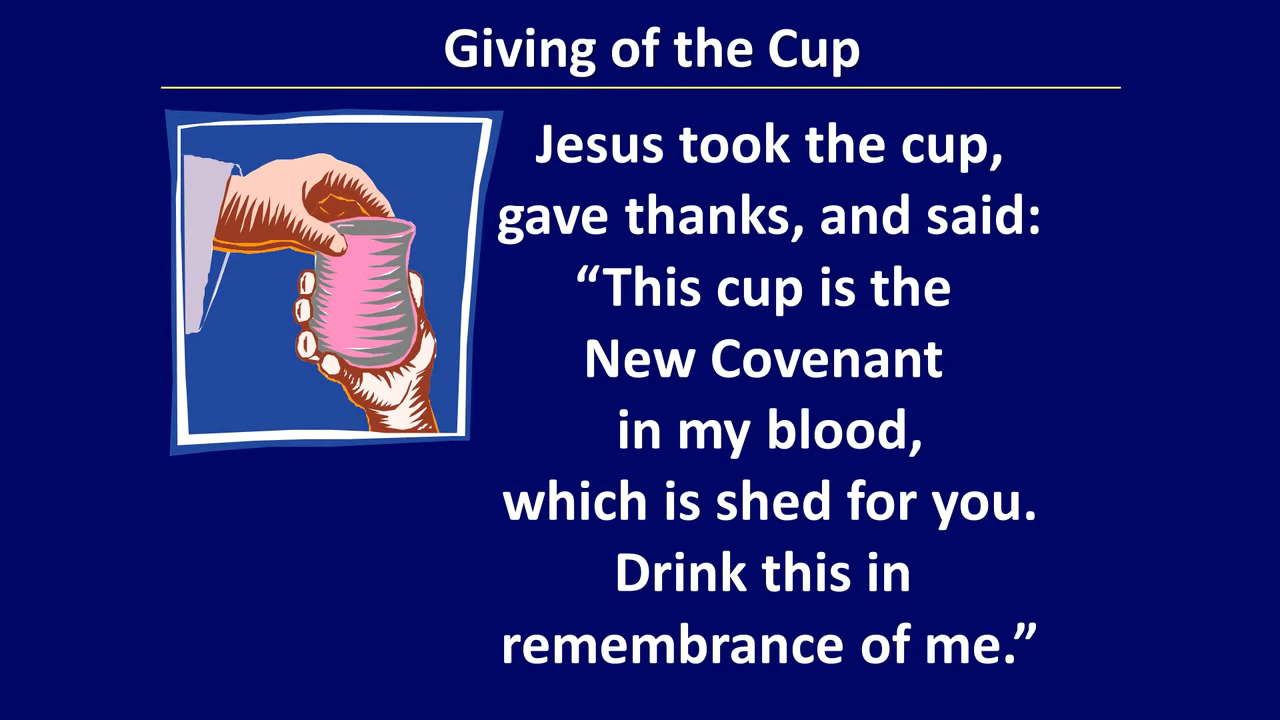 Giving of the Cup
Jesus took the cup,
gave thanks, and said:
“This cup is the
New Covenant
in my blood,
which is shed for you.
Drink this in
remembrance of me.”